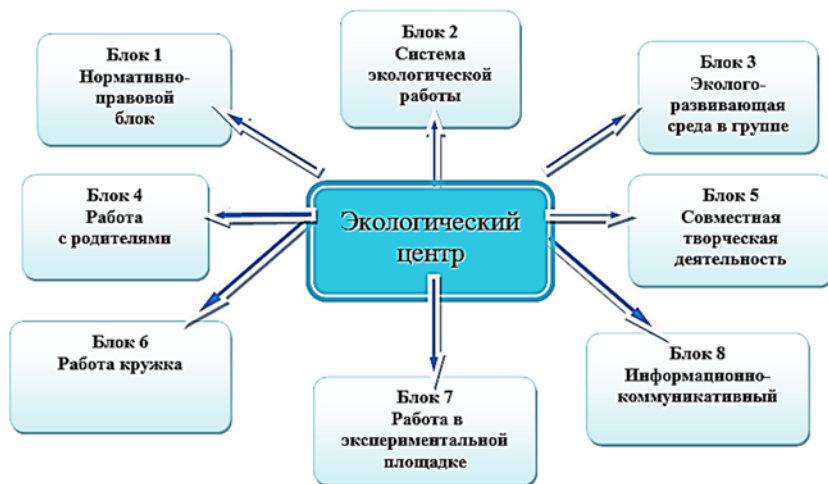 Блок 1
Нормативно-
правовой
блок
Блок 2
Система
экологической
работы
Блок 3
Эколого-
развивающая
среда в группе
Блок 4
Работа
с родителями
Экологический
центр
Блок 5
Совместная
творческая
деятельность
Блок 6
Работа кружка
Блок 7
Работа в
экспериментальной
площадке
Блок 8
Информационно-
коммуникативный